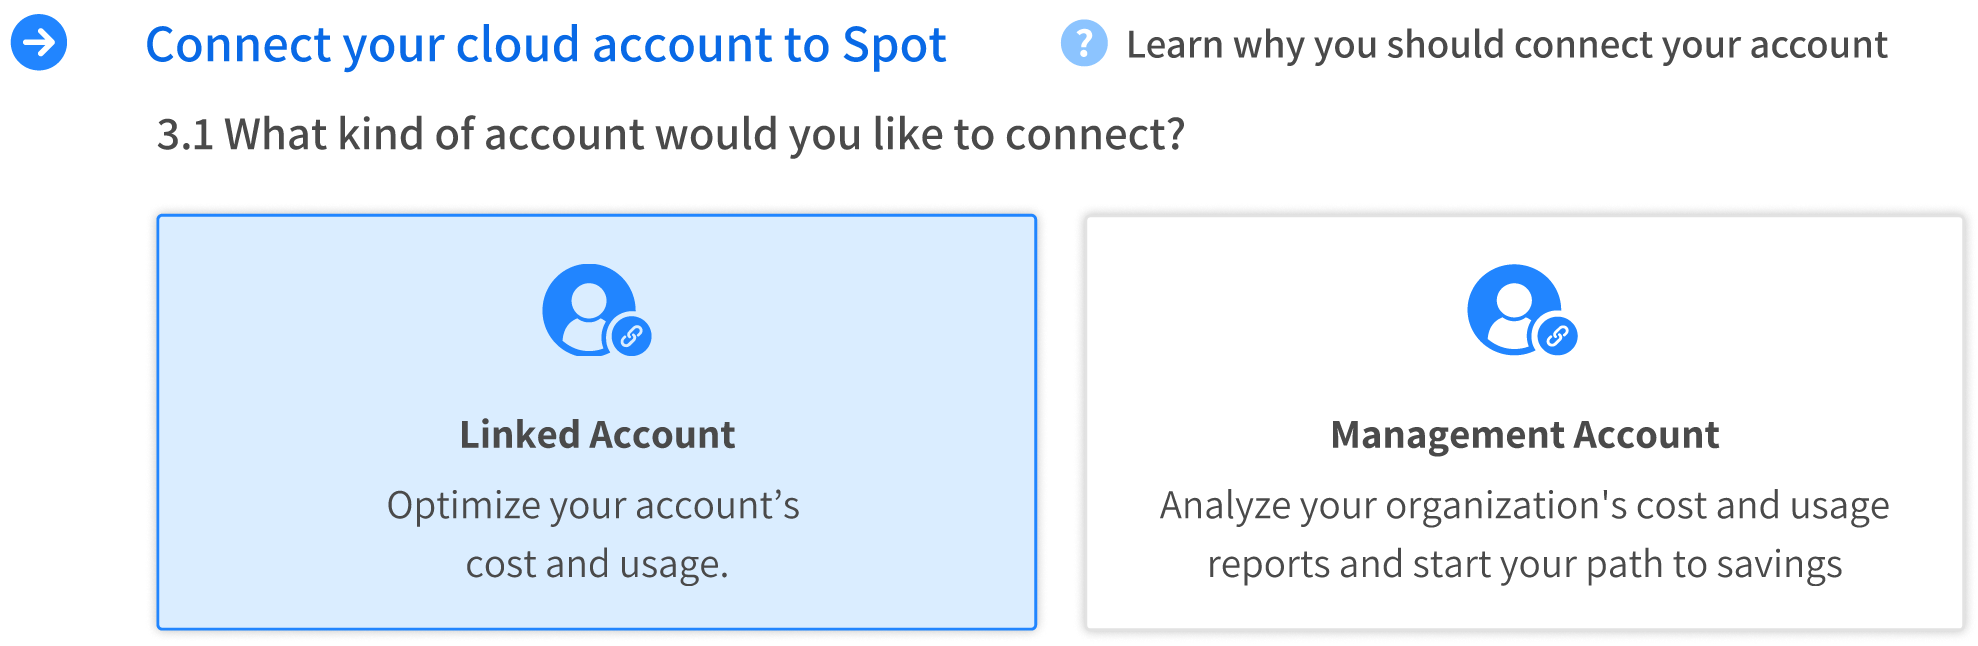 Connect your cloud account to Spot
? Learn why you should connect your account
3.1 What kind of account would you like to connect?
Linked Account
Optimize your account’s
cost and usage.
Management Account
Analyze your organization's cost and usage
reports and start your path to savings